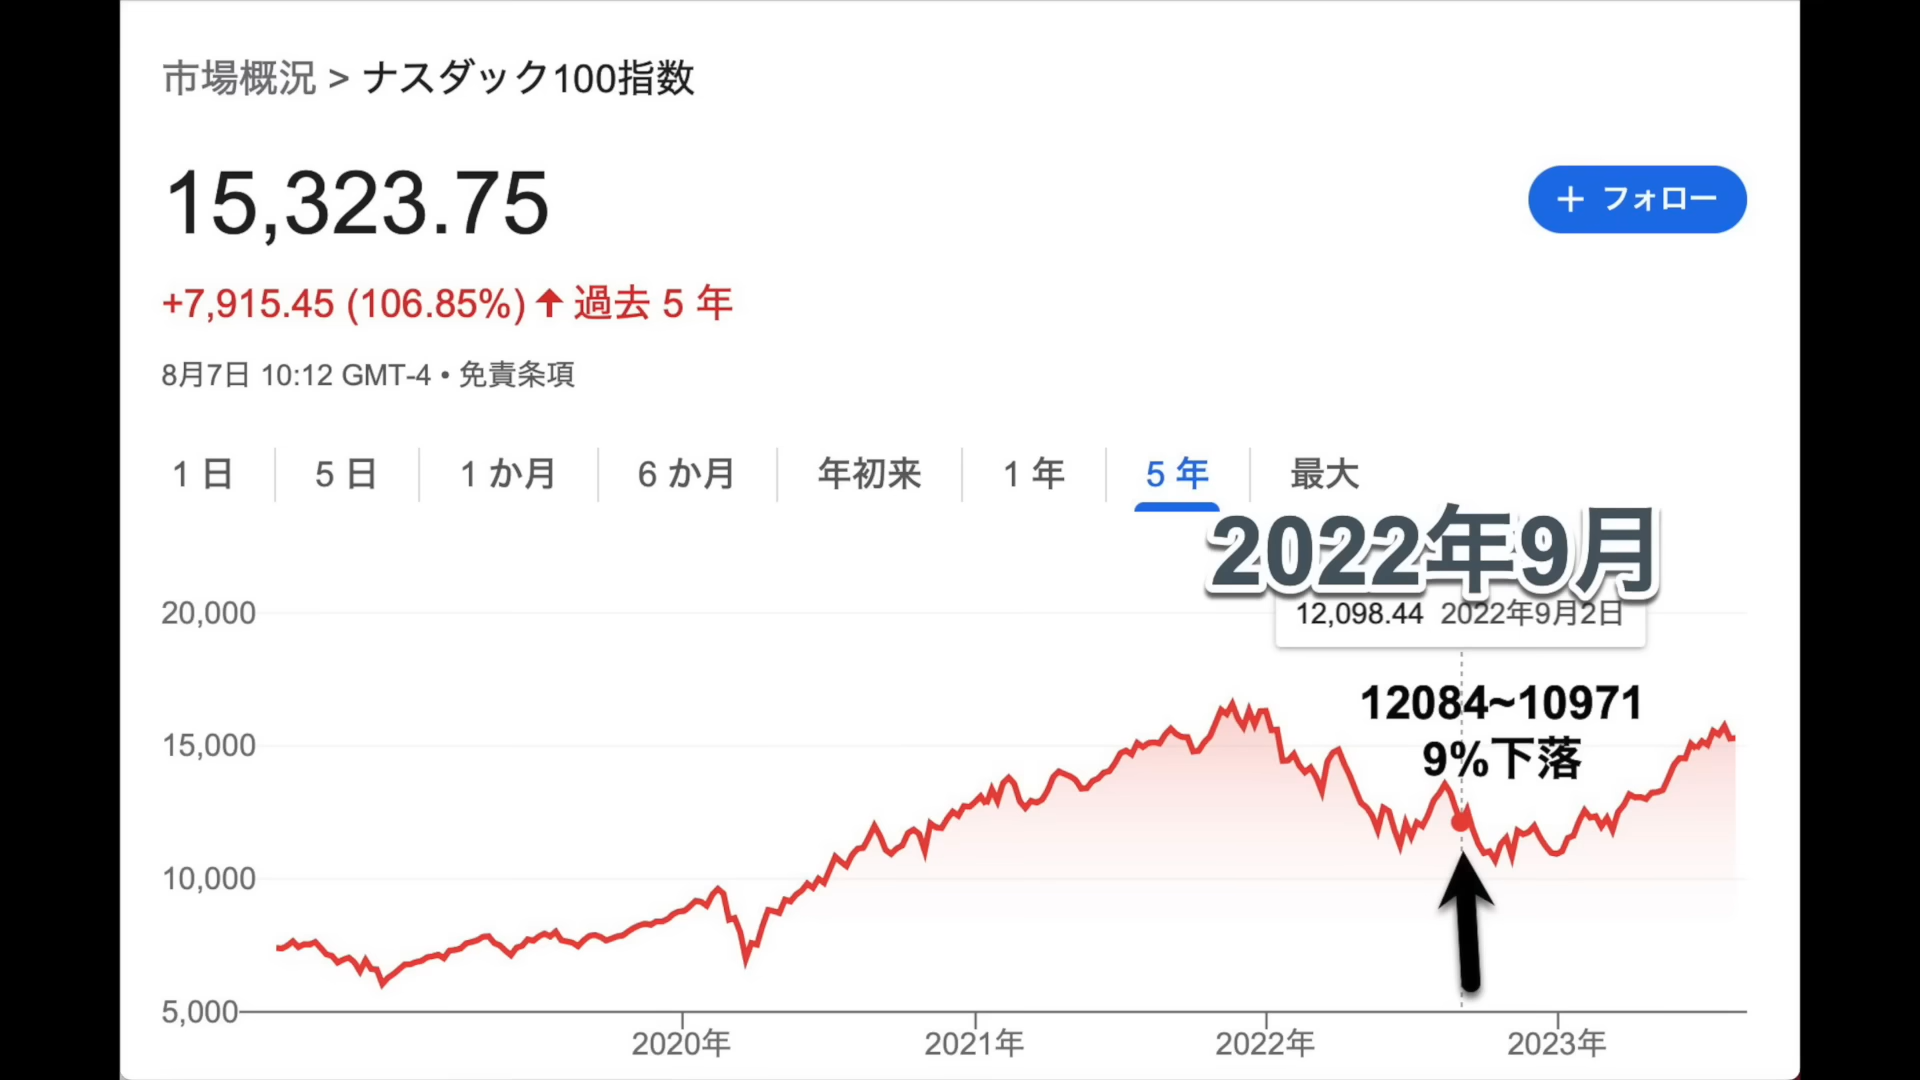 市場概況 > ナスダック100指数
15,323.75
+ フォロー
+7,915.45 (106.85%) ↑ 過去 5 年
8月7日 10:12 GMT-4 • 免責条項
1 日 5 日 1 か月 6 か月 年初来 1 年 5 年 最大
2022年9月
12,098.44 2022年9月2日
12084~10971
9%下落
20,000
15,000
10,000
5,000
2020年 2021年 2022年 2023年